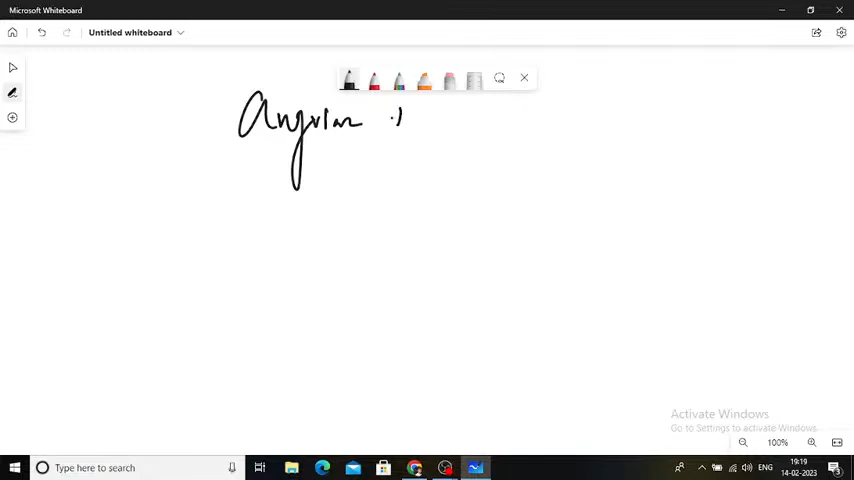 Microsoft Whiteboard
Untitled whiteboard
Angular
Activate Windows
Go to Settings to activate Windows.
100%
Type here to search
ENG
19:19
14-02-2023
3